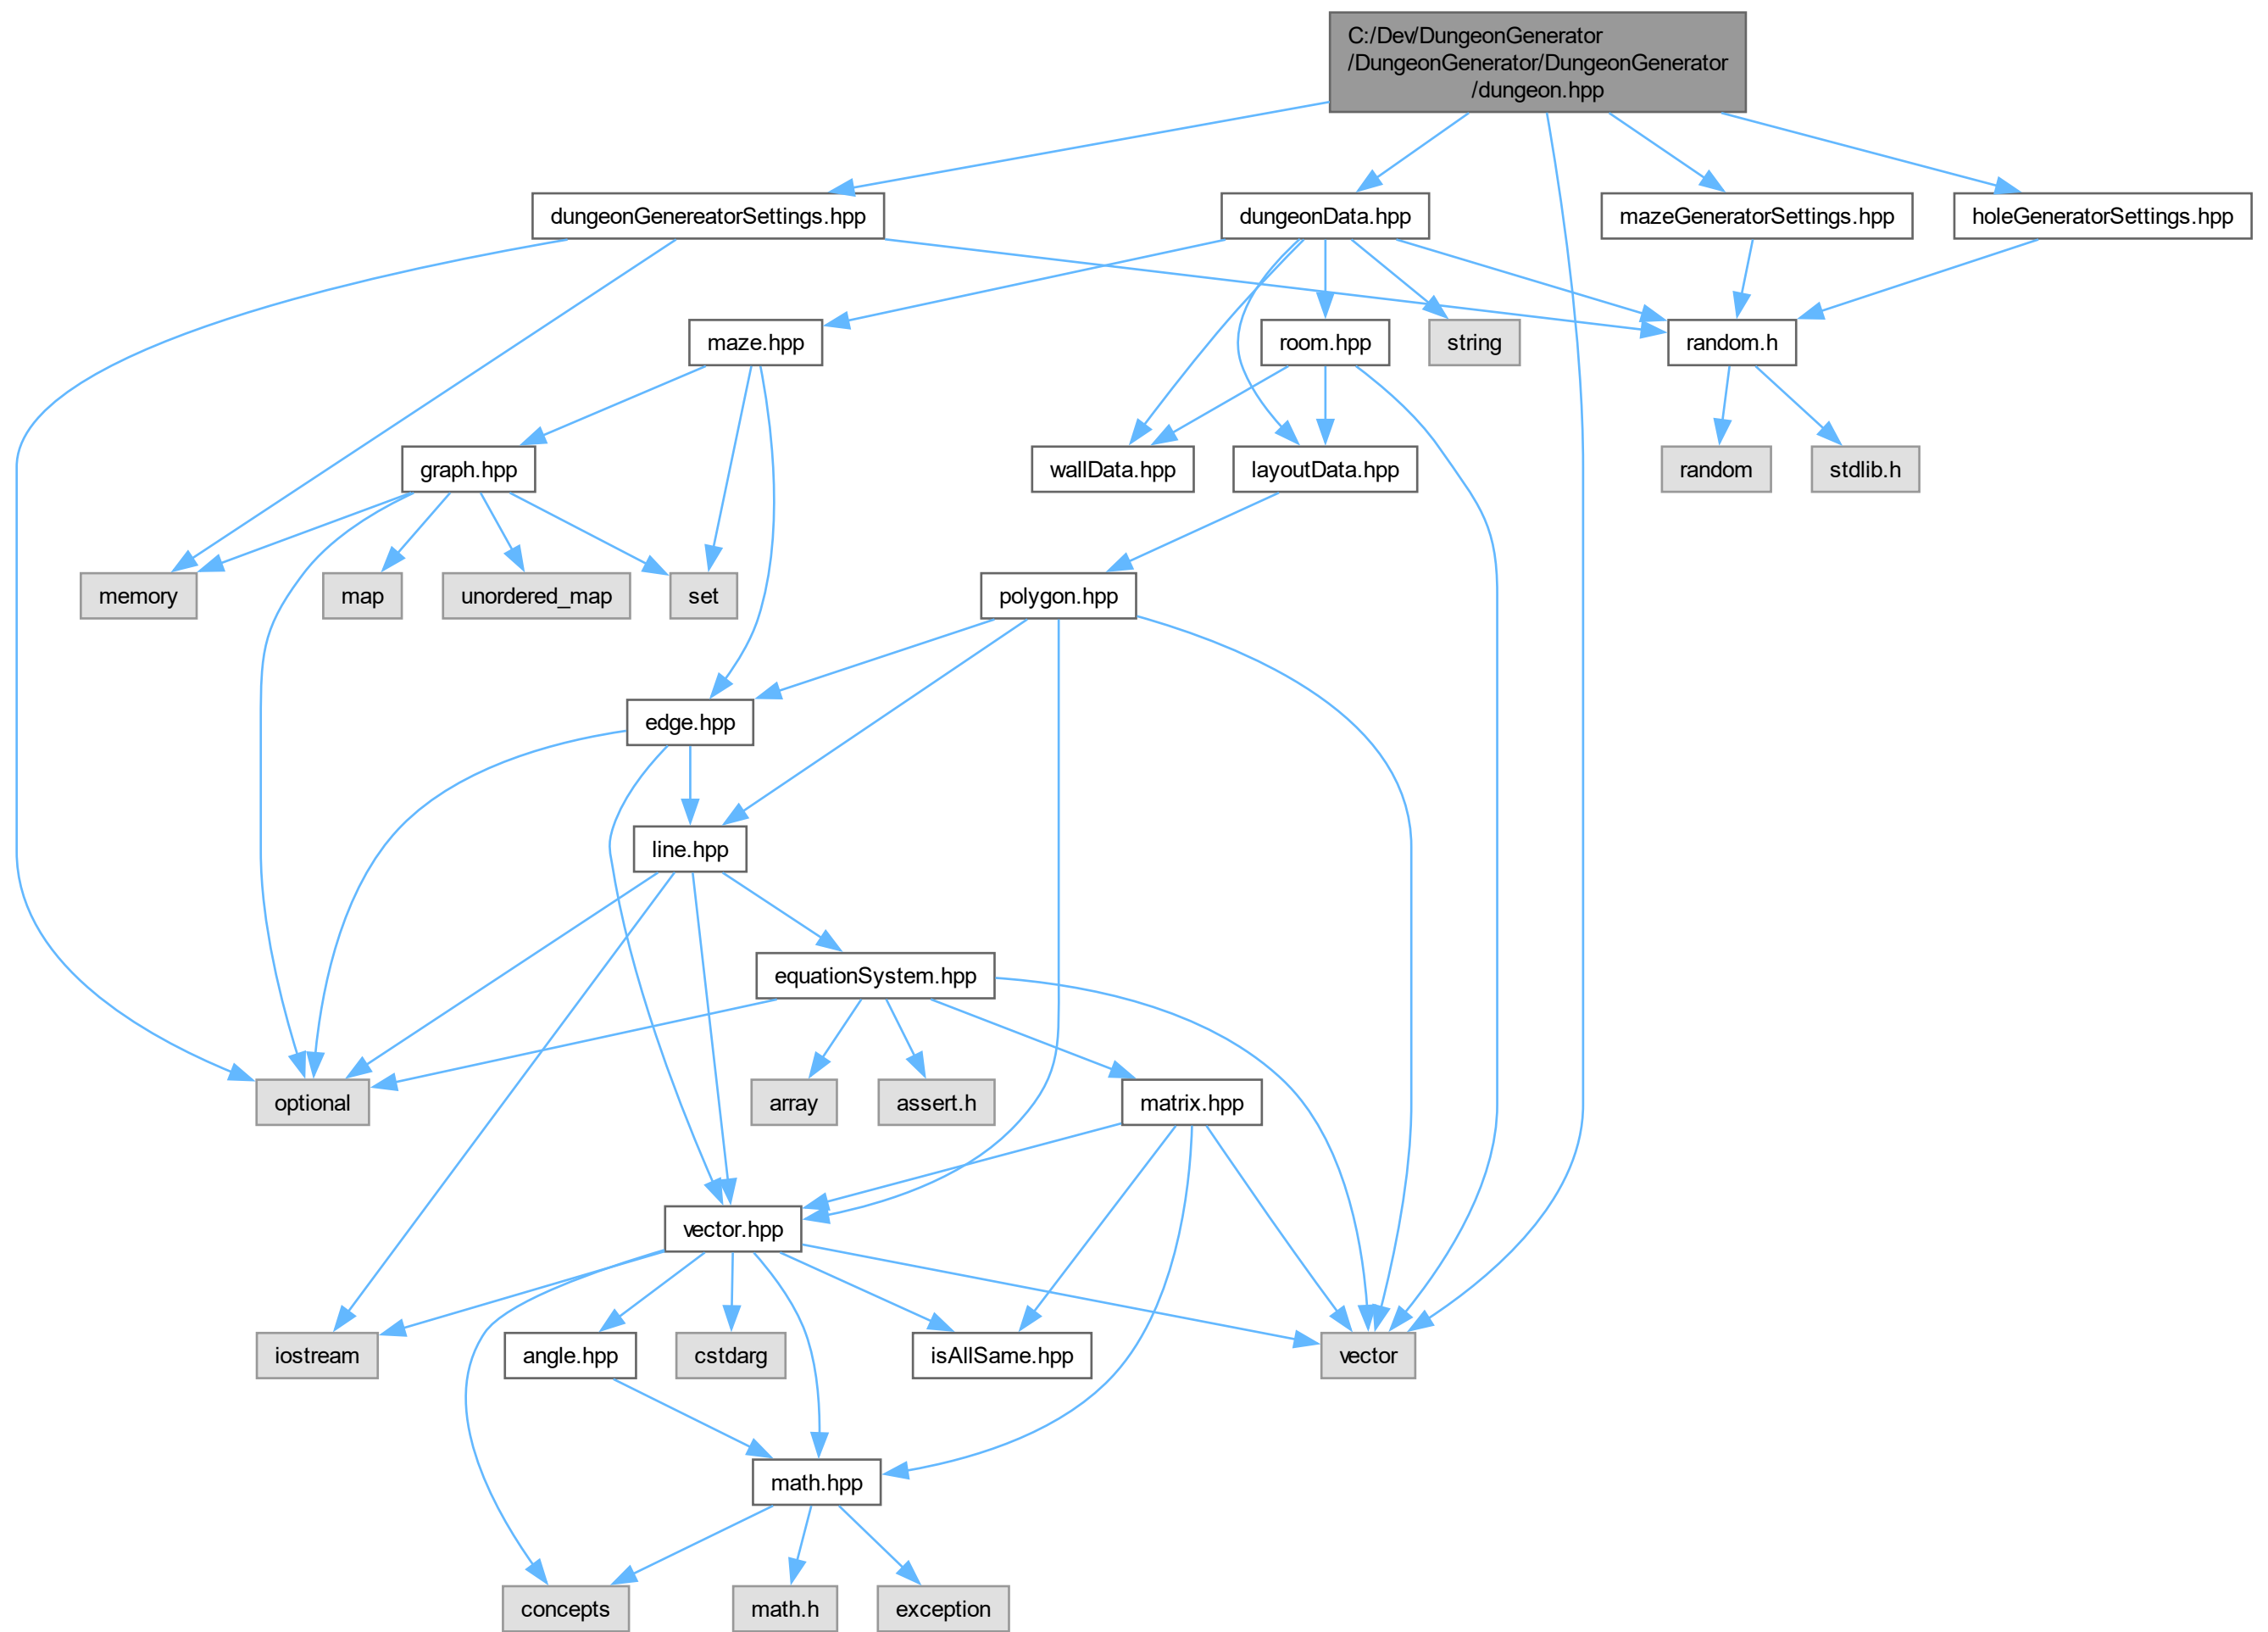 C:/Dev/DungeonGenerator
/DungeonGenerator/DungeonGenerator
/dungeon.hpp
dungeonGenereatorSettings.hpp
dungeonData.hpp
mazeGeneratorSettings.hpp
holeGeneratorSettings.hpp
maze.hpp
room.hpp
string
random.h
graph.hpp
wallData.hpp
layoutData.hpp
random
stdlib.h
memory
map
unordered_map
set
polygon.hpp
edge.hpp
line.hpp
equationSystem.hpp
optional
array
assert.h
matrix.hpp
vector.hpp
iostream
angle.hpp
cstdarg
isAllSame.hpp
vector
math.hpp
concepts
math.h
exception